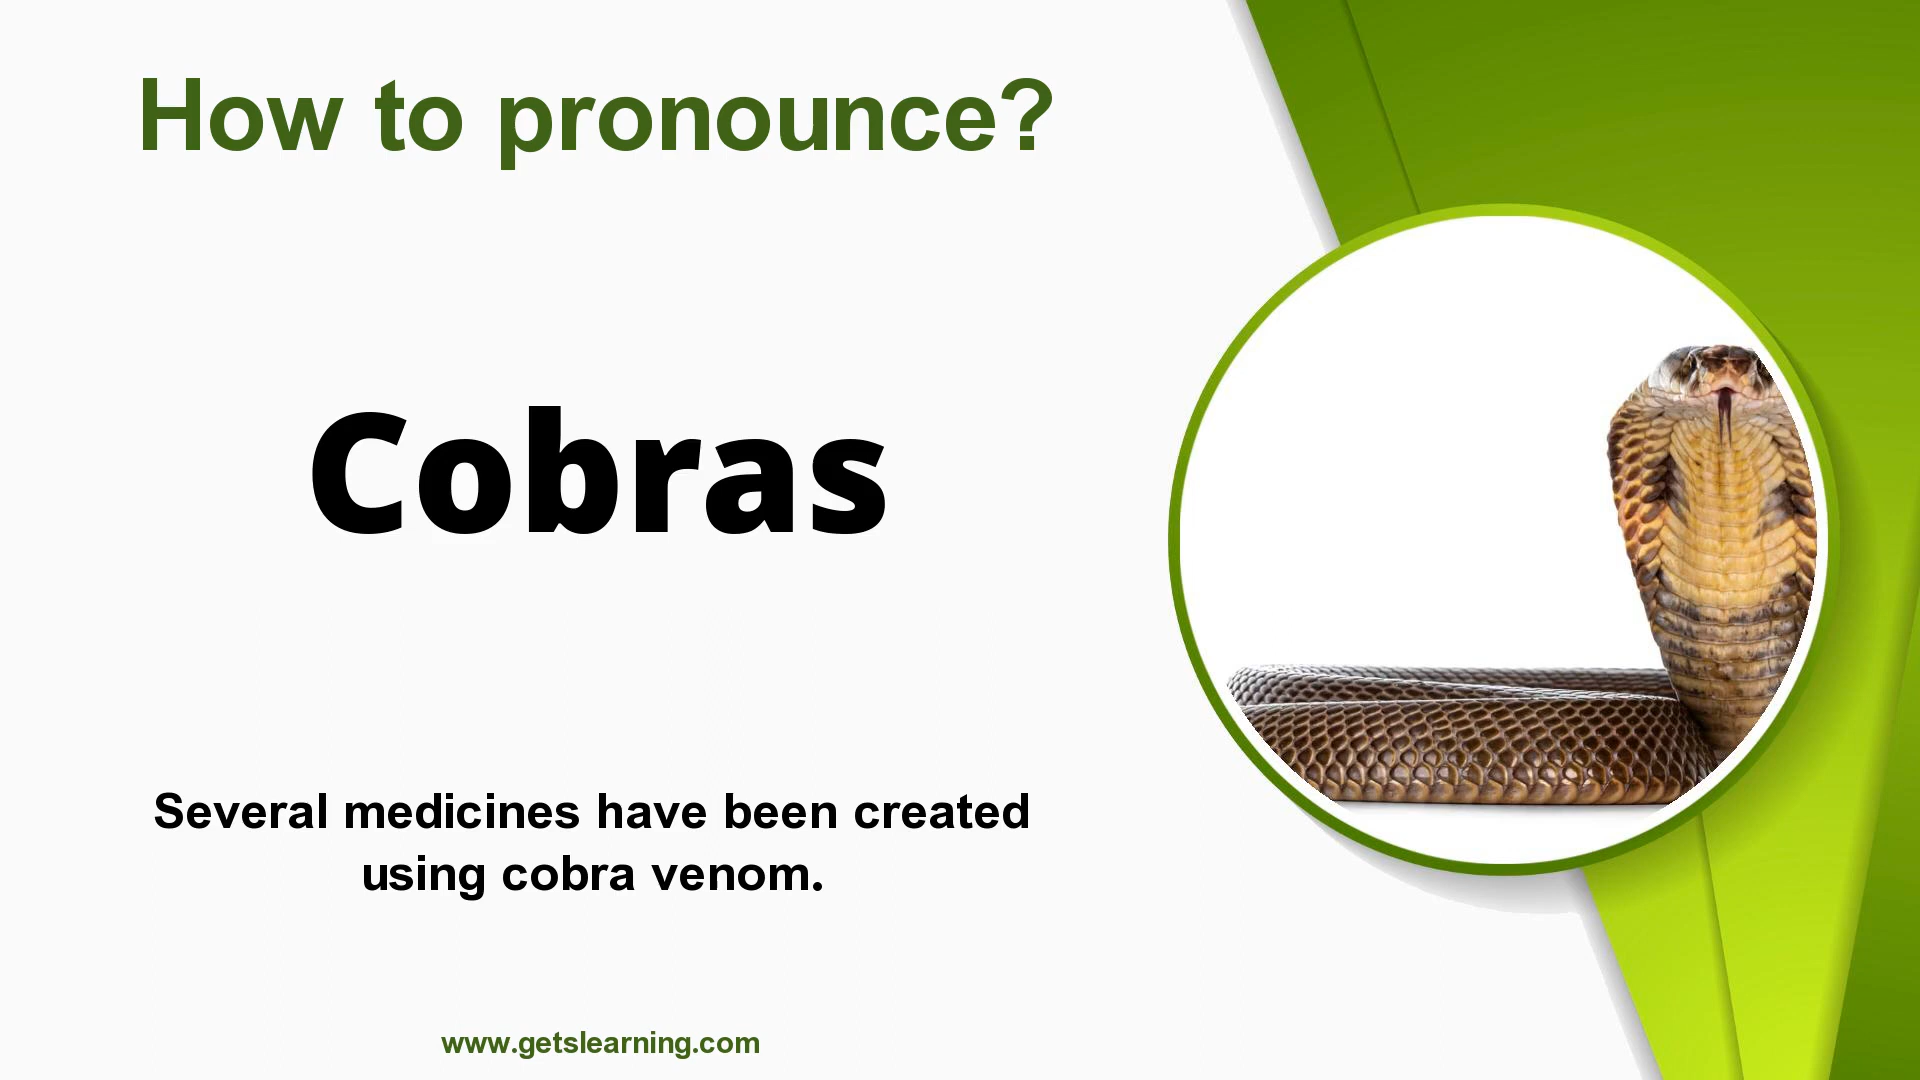 How to pronounce?
Cobras
Several medicines have been created
using cobra venom.
www.getslearning.com